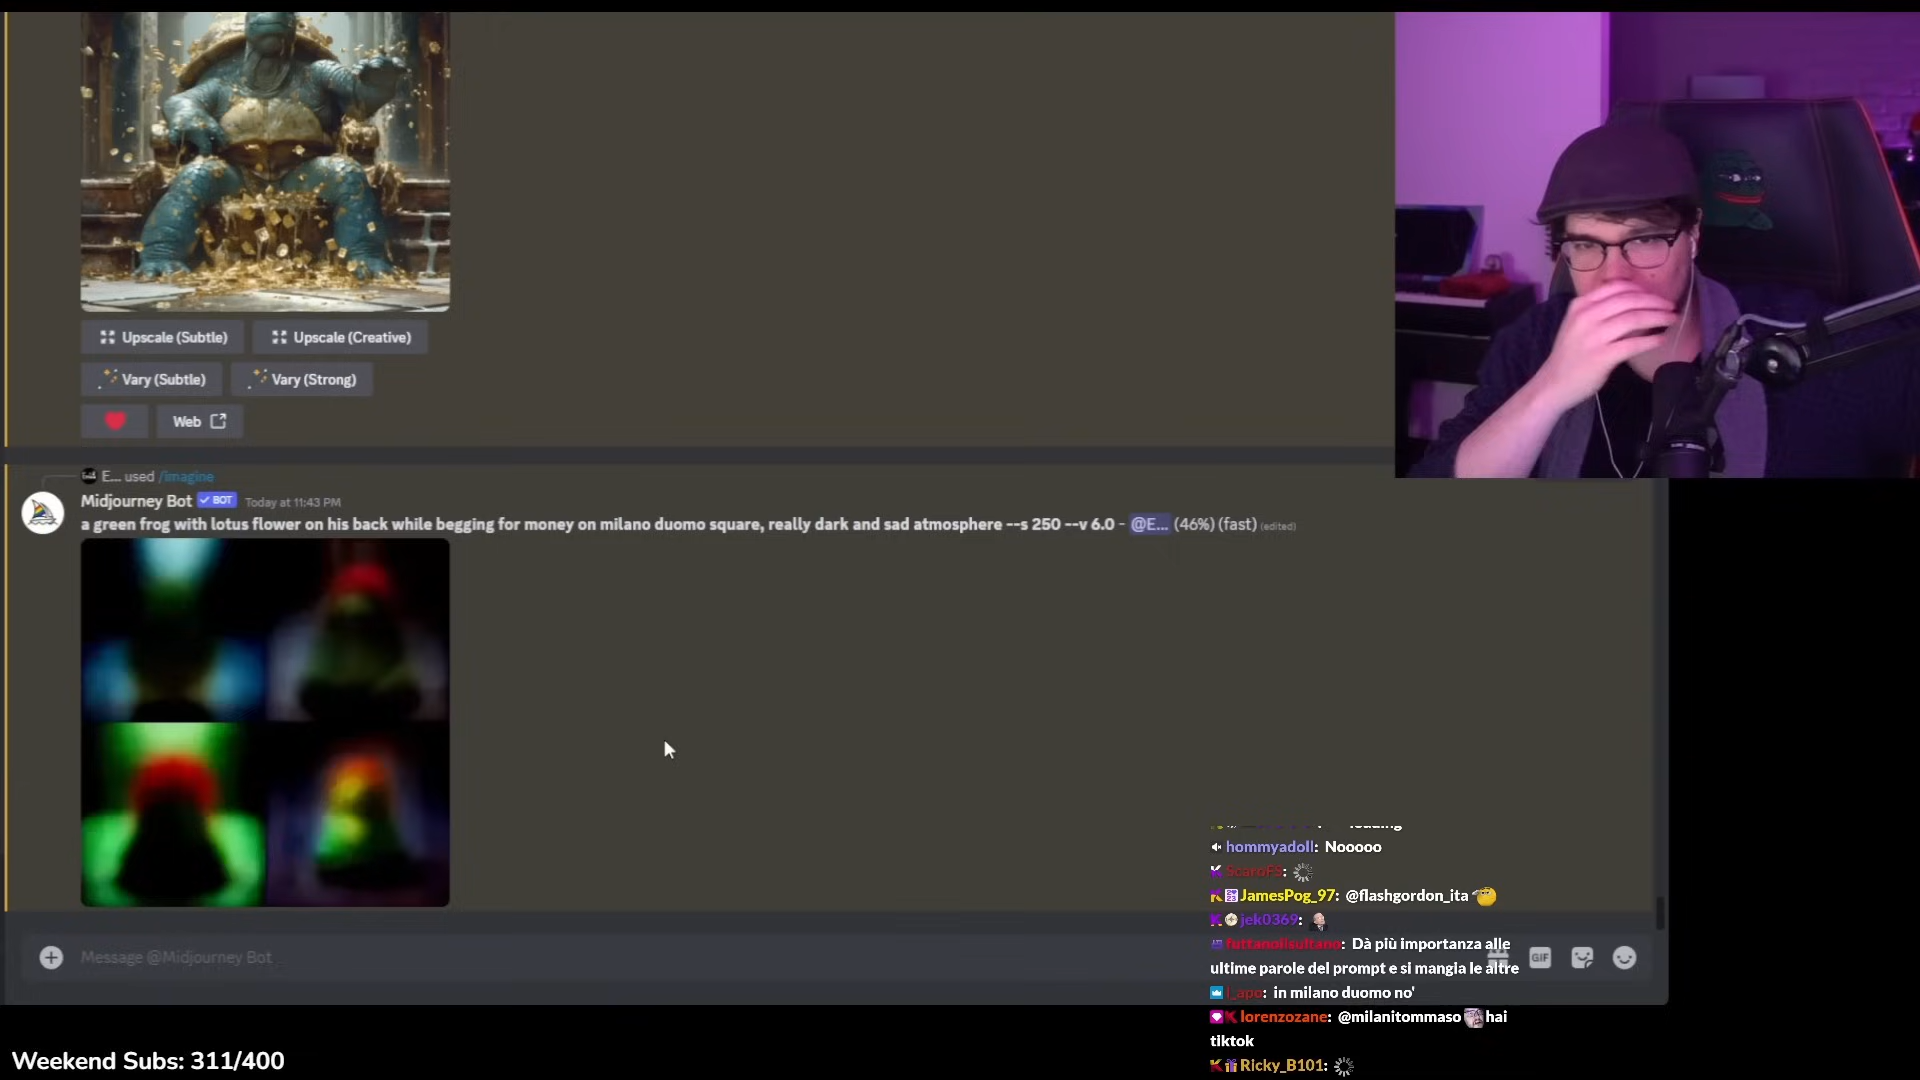 Upscale (Subtle)
Upscale (Creative)
Vary (Subtle)
Vary (Strong)
Web
E... used /imagine
Midjourney Bot BOT Today at 11:43 PM
a green frog with lotus flower on his back while begging for money on milano duomo square, really dark and sad atmosphere --s 250 --v 6.0 - @E... (46%) (fast) (edited)
Message @Midjourney Bot
GIF
hommyadoll: Nooooo
ScaroFS:
JamesPog_97: @flashgordon_ita
jek0369:
futtanolisultano: Dà più importanza alle
ultime parole del prompt e si mangia le altre
l_apo: in milano duomo no'
lorenzozane: @milanitommaso hai
tiktok
Ricky_B101:
Weekend Subs: 311/400